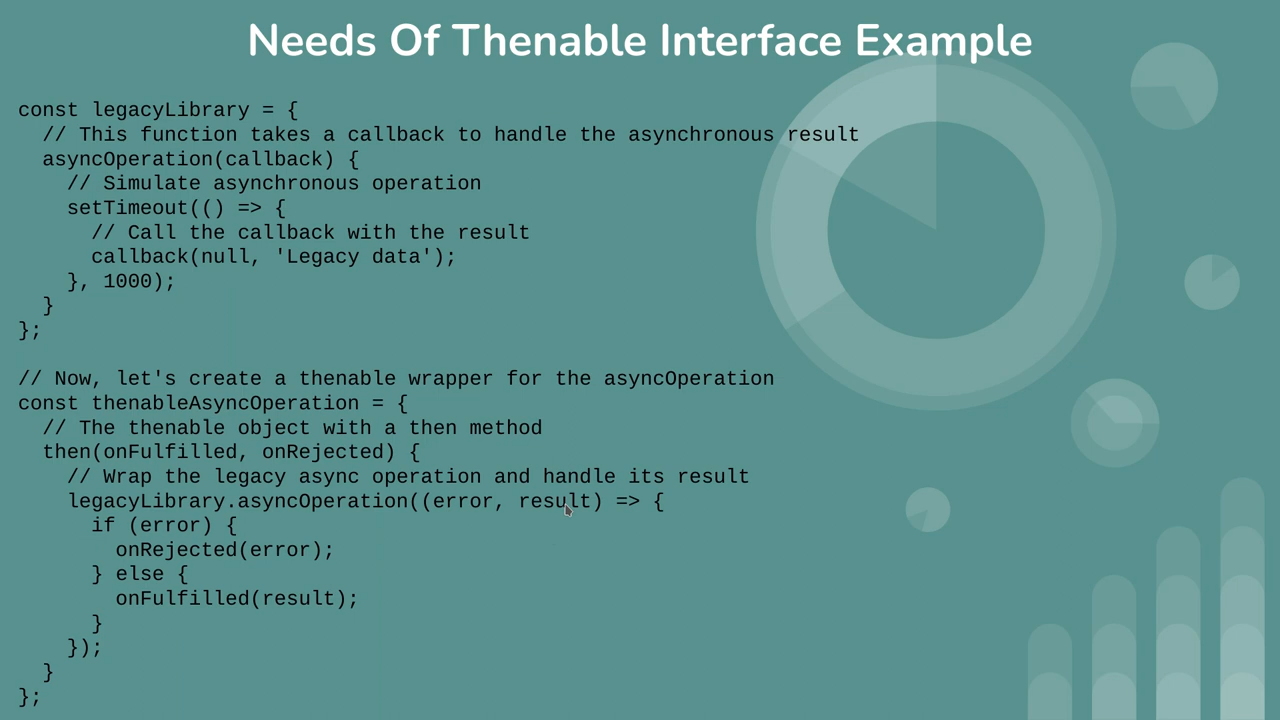 Needs Of Thenable Interface Example
const legacyLibrary = {
  // This function takes a callback to handle the asynchronous result
  asyncOperation(callback) {
    // Simulate asynchronous operation
    setTimeout(() => {
      // Call the callback with the result
      callback(null, 'Legacy data');
    }, 1000);
  }
};

// Now, let's create a thenable wrapper for the asyncOperation
const thenableAsyncOperation = {
  // The thenable object with a then method
  then(onFulfilled, onRejected) {
    // Wrap the legacy async operation and handle its result
    legacyLibrary.asyncOperation((error, result) => {
      if (error) {
        onRejected(error);
      } else {
        onFulfilled(result);
      }
    });
  }
};